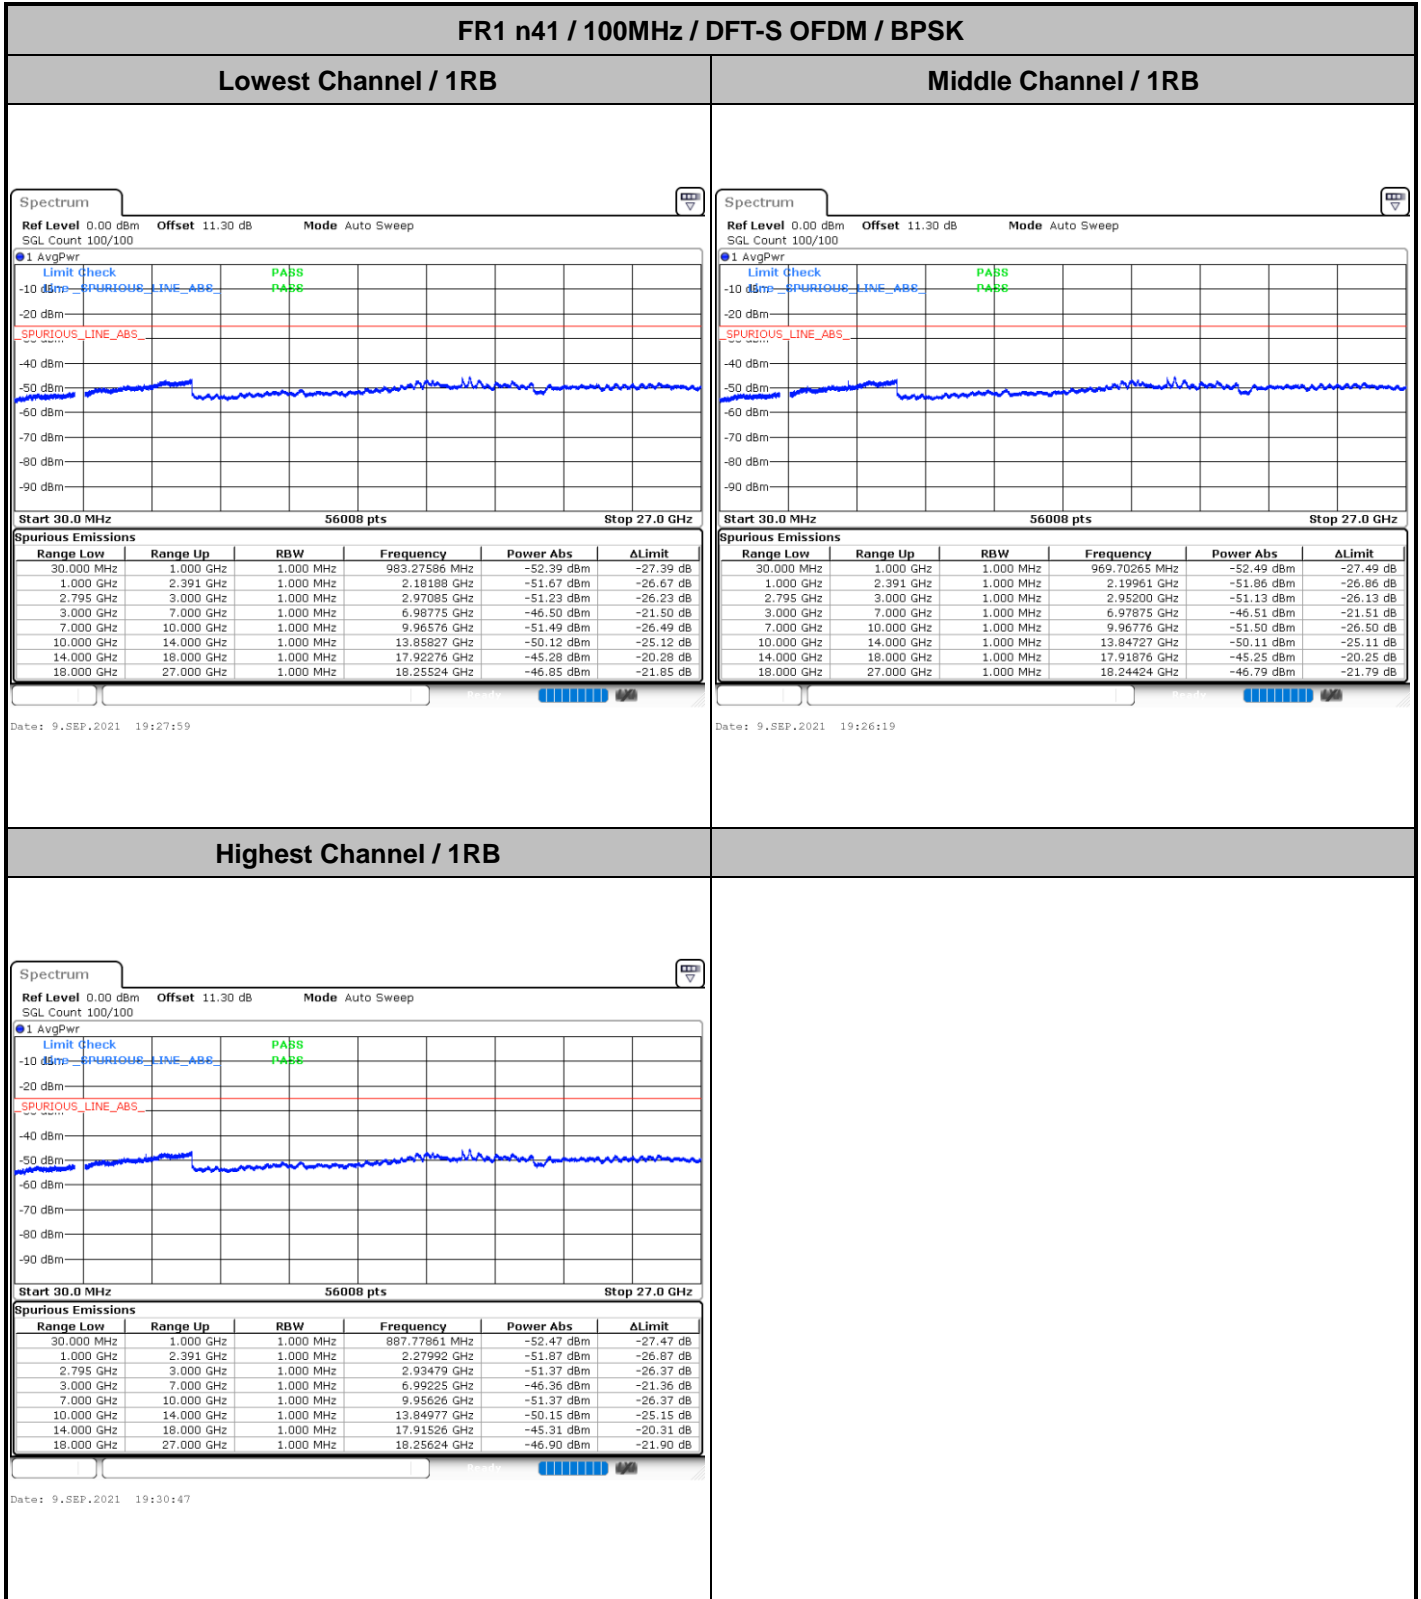 FR1 n41 / 100MHz / DFT-S OFDM / BPSK
Lowest Channel / 1RB
Middle Channel / 1RB
Spectrum
Ref Level 0.00 dBm Offset 11.30 dB Mode Auto Sweep
SGL Count 100/100
1 AvgPwr
Limit Check PASS
-10 dBm Line _SPURIOUS_LINE_ABS_ PASS
-20 dBm
_SPURIOUS_LINE_ABS_
-40 dBm
-50 dBm
-60 dBm
-70 dBm
-80 dBm
-90 dBm
Start 30.0 MHz 56008 pts Stop 27.0 GHz
Spurious Emissions
Range Low Range Up RBW Frequency Power Abs ΔLimit
30.000 MHz 1.000 GHz 1.000 MHz 983.27586 MHz -52.39 dBm -27.39 dB
1.000 GHz 2.391 GHz 1.000 MHz 2.18188 GHz -51.67 dBm -26.67 dB
2.795 GHz 3.000 GHz 1.000 MHz 2.97085 GHz -51.23 dBm -26.23 dB
3.000 GHz 7.000 GHz 1.000 MHz 6.98775 GHz -46.50 dBm -21.50 dB
7.000 GHz 10.000 GHz 1.000 MHz 9.96576 GHz -51.49 dBm -26.49 dB
10.000 GHz 14.000 GHz 1.000 MHz 13.85827 GHz -50.12 dBm -25.12 dB
14.000 GHz 18.000 GHz 1.000 MHz 17.92276 GHz -45.28 dBm -20.28 dB
18.000 GHz 27.000 GHz 1.000 MHz 18.25524 GHz -46.85 dBm -21.85 dB
Ready
Date: 9.SEP.2021 19:27:59
Spectrum
Ref Level 0.00 dBm Offset 11.30 dB Mode Auto Sweep
SGL Count 100/100
1 AvgPwr
Limit Check PASS
-10 dBm Line _SPURIOUS_LINE_ABS_ PASS
-20 dBm
_SPURIOUS_LINE_ABS_
-40 dBm
-50 dBm
-60 dBm
-70 dBm
-80 dBm
-90 dBm
Start 30.0 MHz 56008 pts Stop 27.0 GHz
Spurious Emissions
Range Low Range Up RBW Frequency Power Abs ΔLimit
30.000 MHz 1.000 GHz 1.000 MHz 969.70265 MHz -52.49 dBm -27.49 dB
1.000 GHz 2.391 GHz 1.000 MHz 2.19961 GHz -51.86 dBm -26.86 dB
2.795 GHz 3.000 GHz 1.000 MHz 2.95200 GHz -51.13 dBm -26.13 dB
3.000 GHz 7.000 GHz 1.000 MHz 6.97875 GHz -46.51 dBm -21.51 dB
7.000 GHz 10.000 GHz 1.000 MHz 9.96776 GHz -51.50 dBm -26.50 dB
10.000 GHz 14.000 GHz 1.000 MHz 13.84727 GHz -50.11 dBm -25.11 dB
14.000 GHz 18.000 GHz 1.000 MHz 17.91876 GHz -45.25 dBm -20.25 dB
18.000 GHz 27.000 GHz 1.000 MHz 18.24424 GHz -46.79 dBm -21.79 dB
Ready
Date: 9.SEP.2021 19:26:19
Highest Channel / 1RB
Spectrum
Ref Level 0.00 dBm Offset 11.30 dB Mode Auto Sweep
SGL Count 100/100
1 AvgPwr
Limit Check PASS
-10 dBm Line _SPURIOUS_LINE_ABS_ PASS
-20 dBm
_SPURIOUS_LINE_ABS_
-40 dBm
-50 dBm
-60 dBm
-70 dBm
-80 dBm
-90 dBm
Start 30.0 MHz 56008 pts Stop 27.0 GHz
Spurious Emissions
Range Low Range Up RBW Frequency Power Abs ΔLimit
30.000 MHz 1.000 GHz 1.000 MHz 887.77861 MHz -52.47 dBm -27.47 dB
1.000 GHz 2.391 GHz 1.000 MHz 2.27992 GHz -51.87 dBm -26.87 dB
2.795 GHz 3.000 GHz 1.000 MHz 2.93479 GHz -51.37 dBm -26.37 dB
3.000 GHz 7.000 GHz 1.000 MHz 6.99225 GHz -46.36 dBm -21.36 dB
7.000 GHz 10.000 GHz 1.000 MHz 9.95626 GHz -51.37 dBm -26.37 dB
10.000 GHz 14.000 GHz 1.000 MHz 13.84977 GHz -50.15 dBm -25.15 dB
14.000 GHz 18.000 GHz 1.000 MHz 17.91526 GHz -45.31 dBm -20.31 dB
18.000 GHz 27.000 GHz 1.000 MHz 18.25624 GHz -46.90 dBm -21.90 dB
Ready
Date: 9.SEP.2021 19:30:47